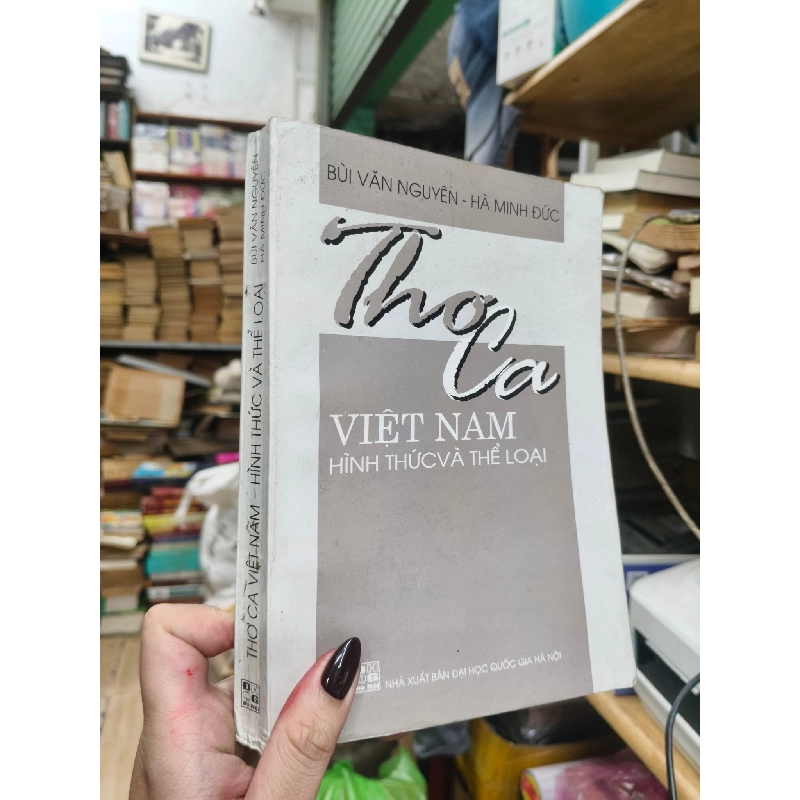 BÙI VĂN NGUYÊN - HÀ MINH ĐỨC
Thơ
Ca
VIỆT NAM
HÌNH THỨC VÀ THỂ LOẠI
NHÀ XUẤT BẢN ĐẠI HỌC QUỐC GIA HÀ NỘI
BÙI VĂN NGUYÊN
HÀ MINH ĐỨC
THƠ CA VIỆT NAM - HÌNH THỨC VÀ THỂ LOẠI